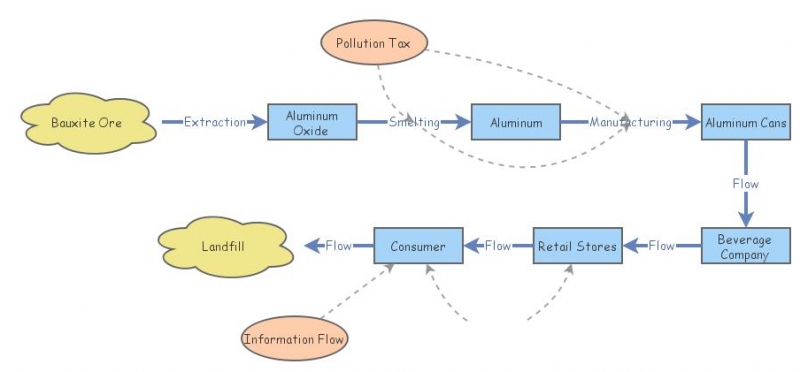 Pollution Tax
Bauxite Ore
Extraction
Aluminum
Oxide
Smelting
Aluminum
Manufacturing
Aluminum Cans
Flow
Landfill
Flow
Consumer
Flow
Retail Stores
Flow
Beverage
Company
Information Flow